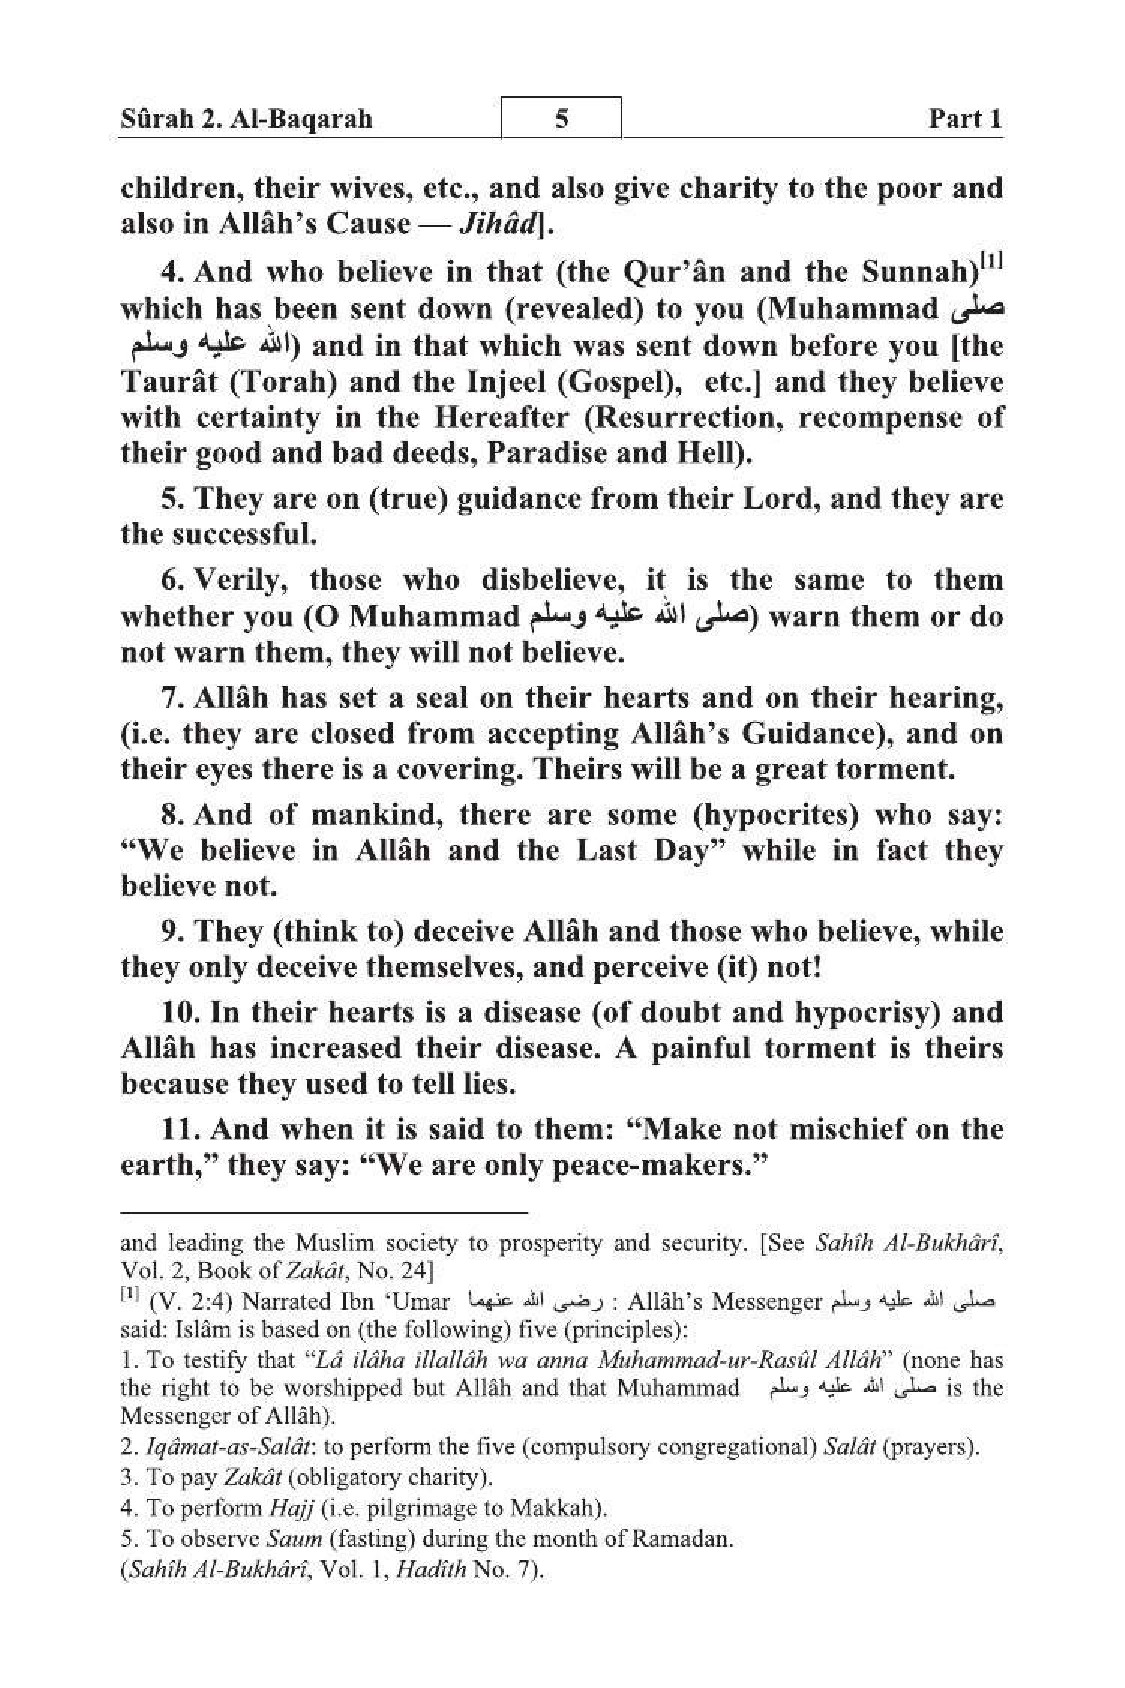 Sûrah 2. Al-Baqarah 5 Part 1
children, their wives, etc., and also give charity to the poor and
also in Allâh’s Cause — Jihâd].
4. And who believe in that (the Qur’ân and the Sunnah)[1]
which has been sent down (revealed) to you (Muhammad صلى
الله عليه وسلم) and in that which was sent down before you [the
Taurât (Torah) and the Injeel (Gospel), etc.] and they believe
with certainty in the Hereafter (Resurrection, recompense of
their good and bad deeds, Paradise and Hell).
5. They are on (true) guidance from their Lord, and they are
the successful.
6. Verily, those who disbelieve, it is the same to them
whether you (O Muhammad صلى الله عليه وسلم) warn them or do
not warn them, they will not believe.
7. Allâh has set a seal on their hearts and on their hearing,
(i.e. they are closed from accepting Allâh’s Guidance), and on
their eyes there is a covering. Theirs will be a great torment.
8. And of mankind, there are some (hypocrites) who say:
“We believe in Allâh and the Last Day” while in fact they
believe not.
9. They (think to) deceive Allâh and those who believe, while
they only deceive themselves, and perceive (it) not!
10. In their hearts is a disease (of doubt and hypocrisy) and
Allâh has increased their disease. A painful torment is theirs
because they used to tell lies.
11. And when it is said to them: “Make not mischief on the
earth,” they say: “We are only peace-makers.”
and leading the Muslim society to prosperity and security. [See Sahîh Al-Bukhârî,
Vol. 2, Book of Zakât, No. 24]
[1] (V. 2:4) Narrated Ibn ‘Umar رضى الله عنهما : Allâh’s Messenger صلى الله عليه وسلم
said: Islâm is based on (the following) five (principles):
1. To testify that “Lâ ilâha illallâh wa anna Muhammad-ur-Rasûl Allâh” (none has
the right to be worshipped but Allâh and that Muhammad صلى الله عليه وسلم is the
Messenger of Allâh).
2. Iqâmat-as-Salât: to perform the five (compulsory congregational) Salât (prayers).
3. To pay Zakât (obligatory charity).
4. To perform Hajj (i.e. pilgrimage to Makkah).
5. To observe Saum (fasting) during the month of Ramadan.
(Sahîh Al-Bukhârî, Vol. 1, Hadîth No. 7).